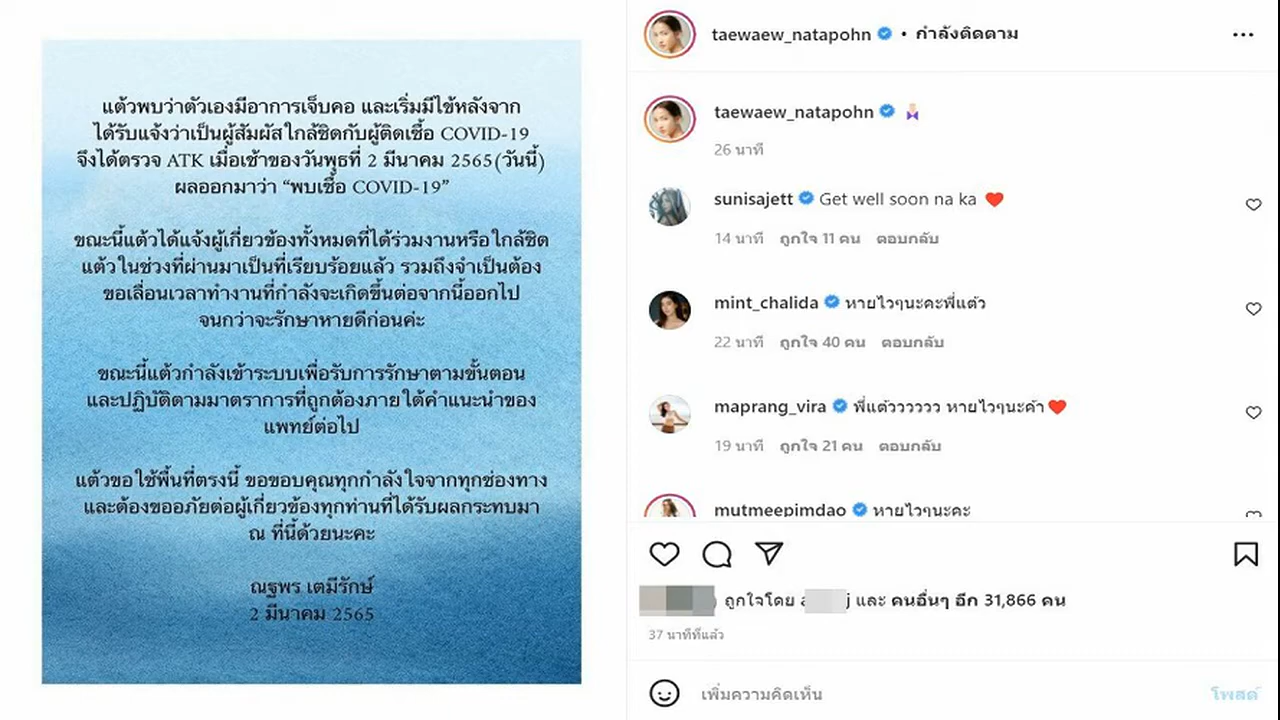 แต้วพบว่าตัวเองมีอาการเจ็บคอ และเริ่มมีไข้หลังจาก
ได้รับแจ้งว่าเป็นผู้สัมผัสใกล้ชิดกับผู้ติดเชื้อ COVID-19
จึงได้ตรวจ ATK เมื่อเช้าของวันพุธที่ 2 มีนาคม 2565(วันนี้)
ผลออกมาว่า “พบเชื้อ COVID-19”
ขณะนี้แต้วได้แจ้งผู้เกี่ยวข้องทั้งหมดที่ได้ร่วมงานหรือใกล้ชิด
แต้วในช่วงที่ผ่านมาเป็นที่เรียบร้อยแล้ว รวมถึงจำเป็นต้อง
ขอเลื่อนเวลาทำงานที่กำลังจะเกิดขึ้นต่อจากนี้ออกไป
จนกว่าจะรักษาหายดีก่อนค่ะ
ขณะนี้แต้วกำลังเข้าระบบเพื่อรับการรักษาตามขั้นตอน
และปฏิบัติตามมาตราการที่ถูกต้องภายใต้คำแนะนำของ
แพทย์ต่อไป
แต้วขอใช้พื้นที่ตรงนี้ ขอขอบคุณทุกกำลังใจจากทุกช่องทาง
และต้องขออภัยต่อผู้เกี่ยวข้องทุกท่านที่ได้รับผลกระทบมา
ณ ที่นี้ด้วยนะคะ
ณฐพร เตมีรักษ์
2 มีนาคม 2565
taewaew_natapohn • กำลังติดตาม
taewaew_natapohn
26 นาที
sunisajett Get well soon na ka
14 นาที ถูกใจ 11 คน ตอบกลับ
mint_chalida หายไวๆนะคะพี่แต้ว
22 นาที ถูกใจ 40 คน ตอบกลับ
maprang_vira พี่แต้วววววว หายไวๆนะค้า
19 นาที ถูกใจ 21 คน ตอบกลับ
mutmeepimdao หายไวๆนะคะ
ถูกใจโดย a j และ คนอื่นๆ อีก 31,866 คน
37 นาทีที่แล้ว
เพิ่มความคิดเห็น
โพสต์